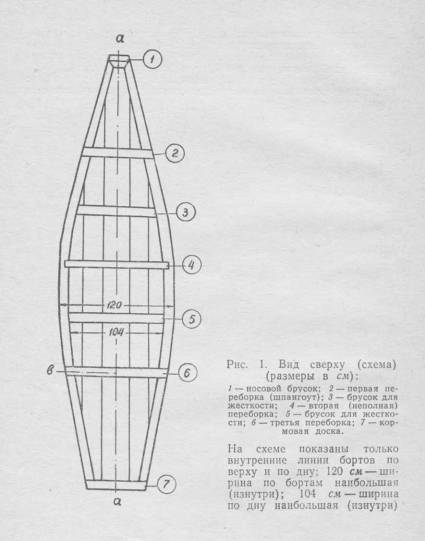 а
1
2
3
4
120
5
104
в
6
7
а
Рис. 1. Вид сверху (схема)
(размеры в см):
1 — носовой брусок; 2 — первая пе-
реборка (шпангоут); 3 — брусок для
жесткости; 4 — вторая (неполная)
переборка; 5 — брусок для жестко-
сти; 6 — третья переборка; 7 — кор-
мовая доска.
На схеме показаны только
внутренние линии бортов по
верху и по дну; 120 см — ши-
рина по бортам наибольшая
(изнутри); 104 см — ширина
по дну наибольшая (изнутри)